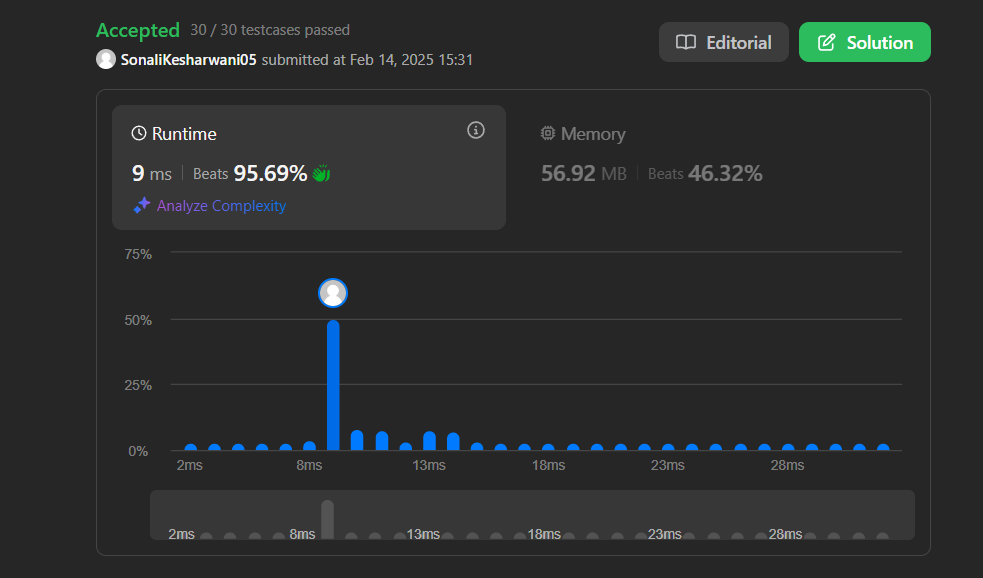 Accepted 30 / 30 testcases passed
Editorial
Solution
SonaliKesharwani05 submitted at Feb 14, 2025 15:31
Runtime
9 ms | Beats 95.69%
Analyze Complexity
Memory
56.92 MB | Beats 46.32%
75%
50%
25%
0%
2ms 8ms 13ms 18ms 23ms 28ms
2ms 8ms 13ms 18ms 23ms 28ms